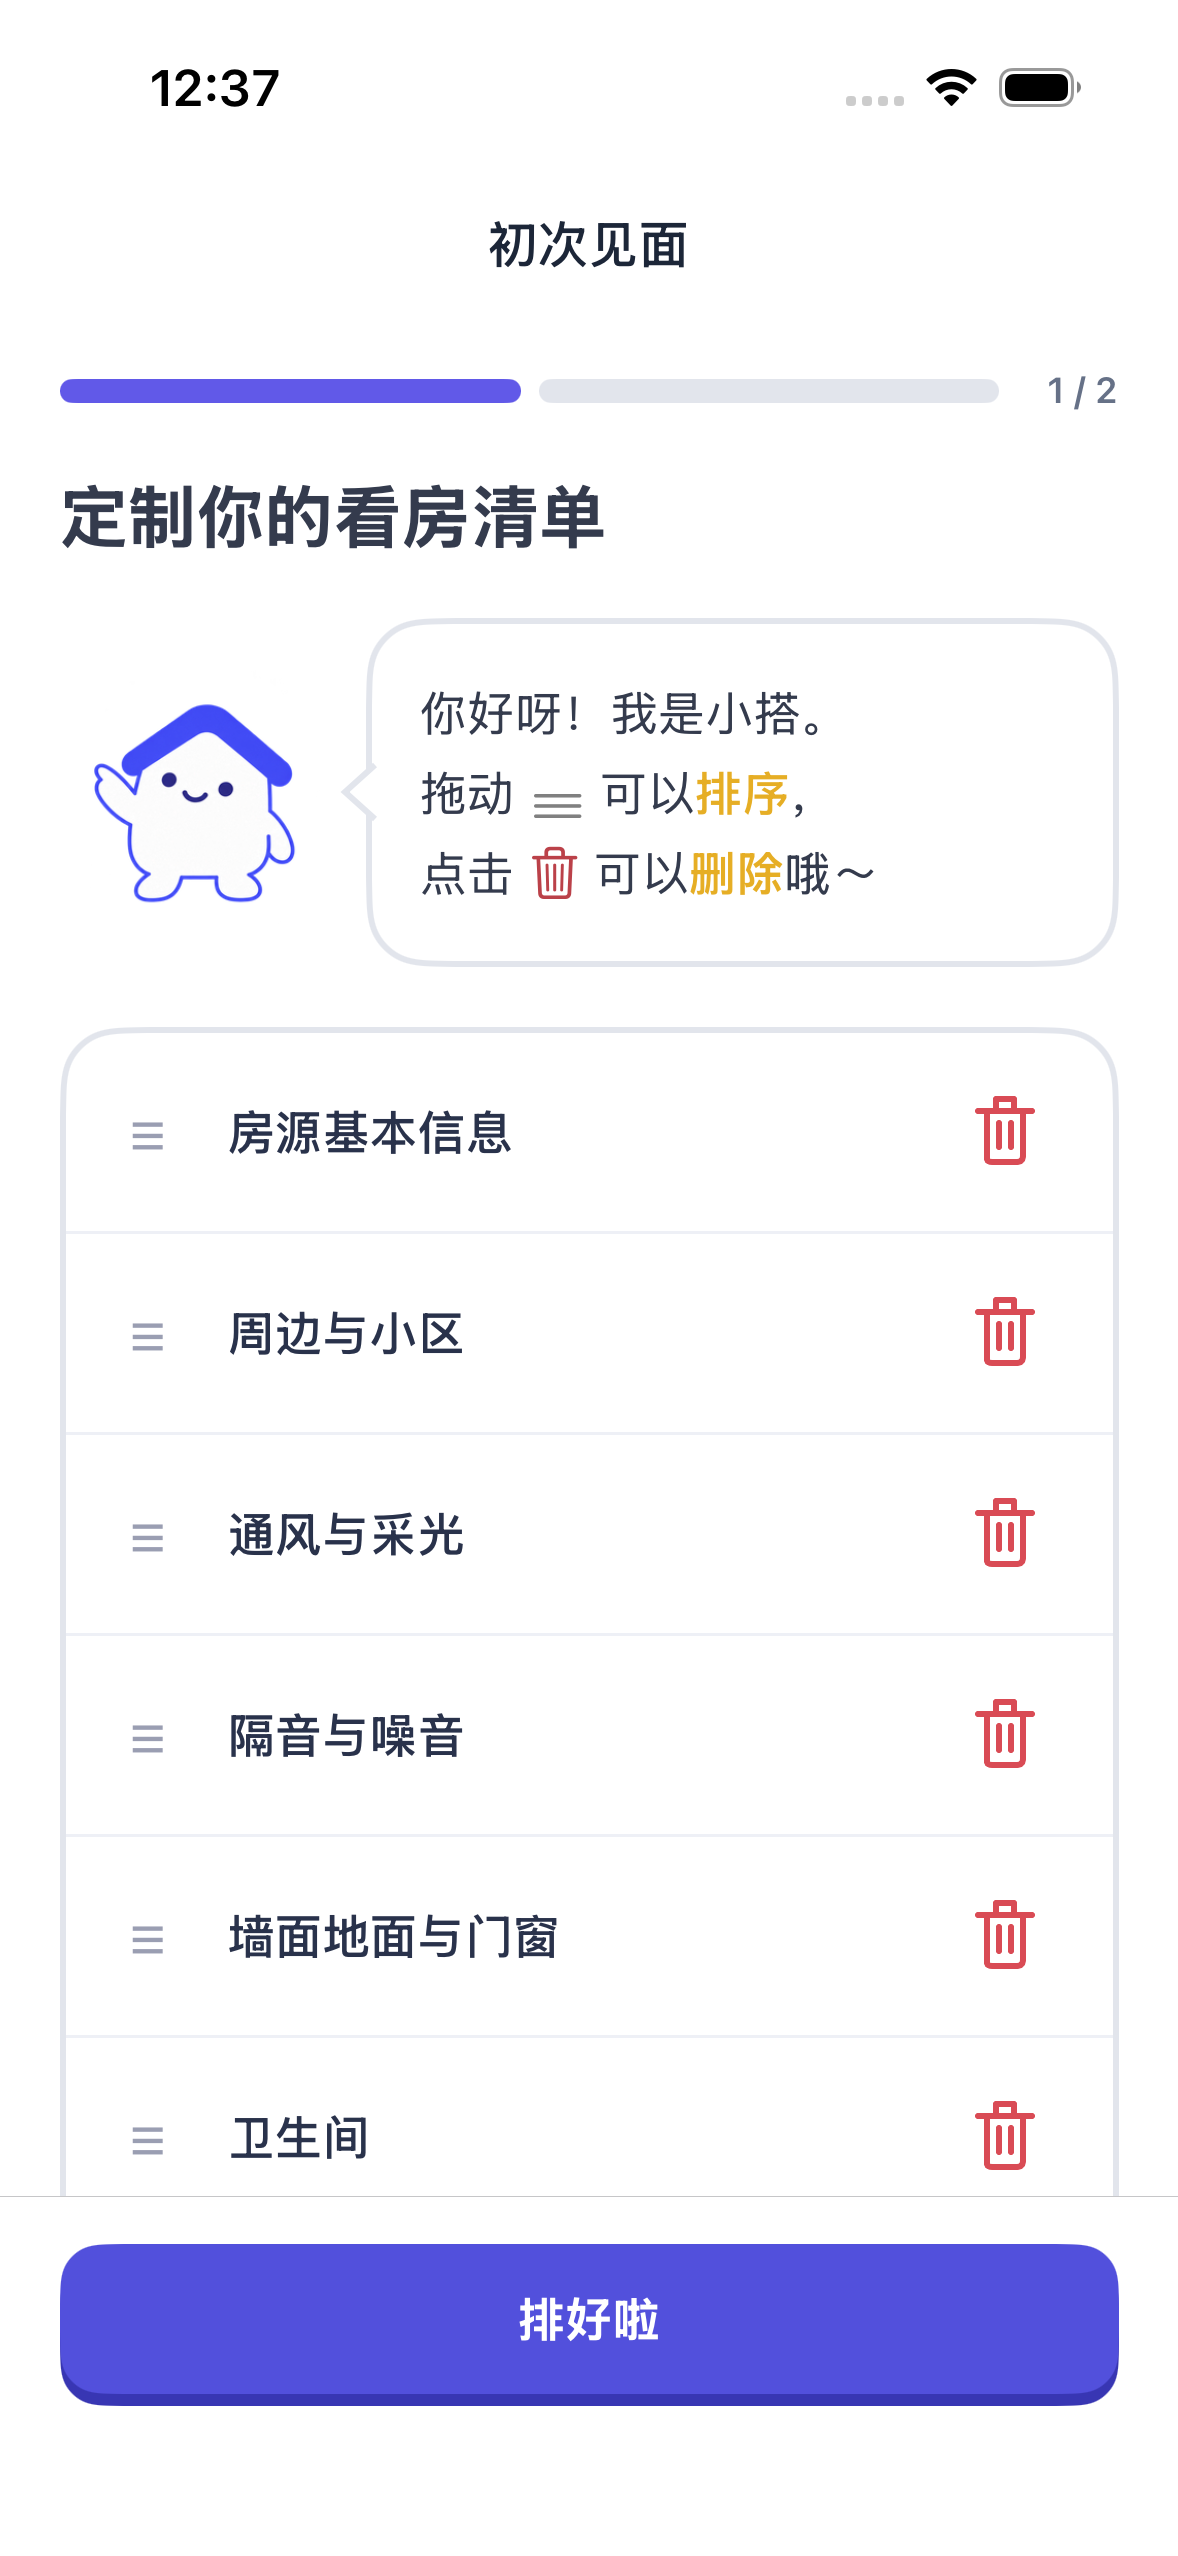 12:37
初次见面
1 / 2
定制你的看房清单
你好呀！我是小搭。
拖动 可以排序，
点击 可以删除哦～
房源基本信息
周边与小区
通风与采光
隔音与噪音
墙面地面与门窗
卫生间
排好啦